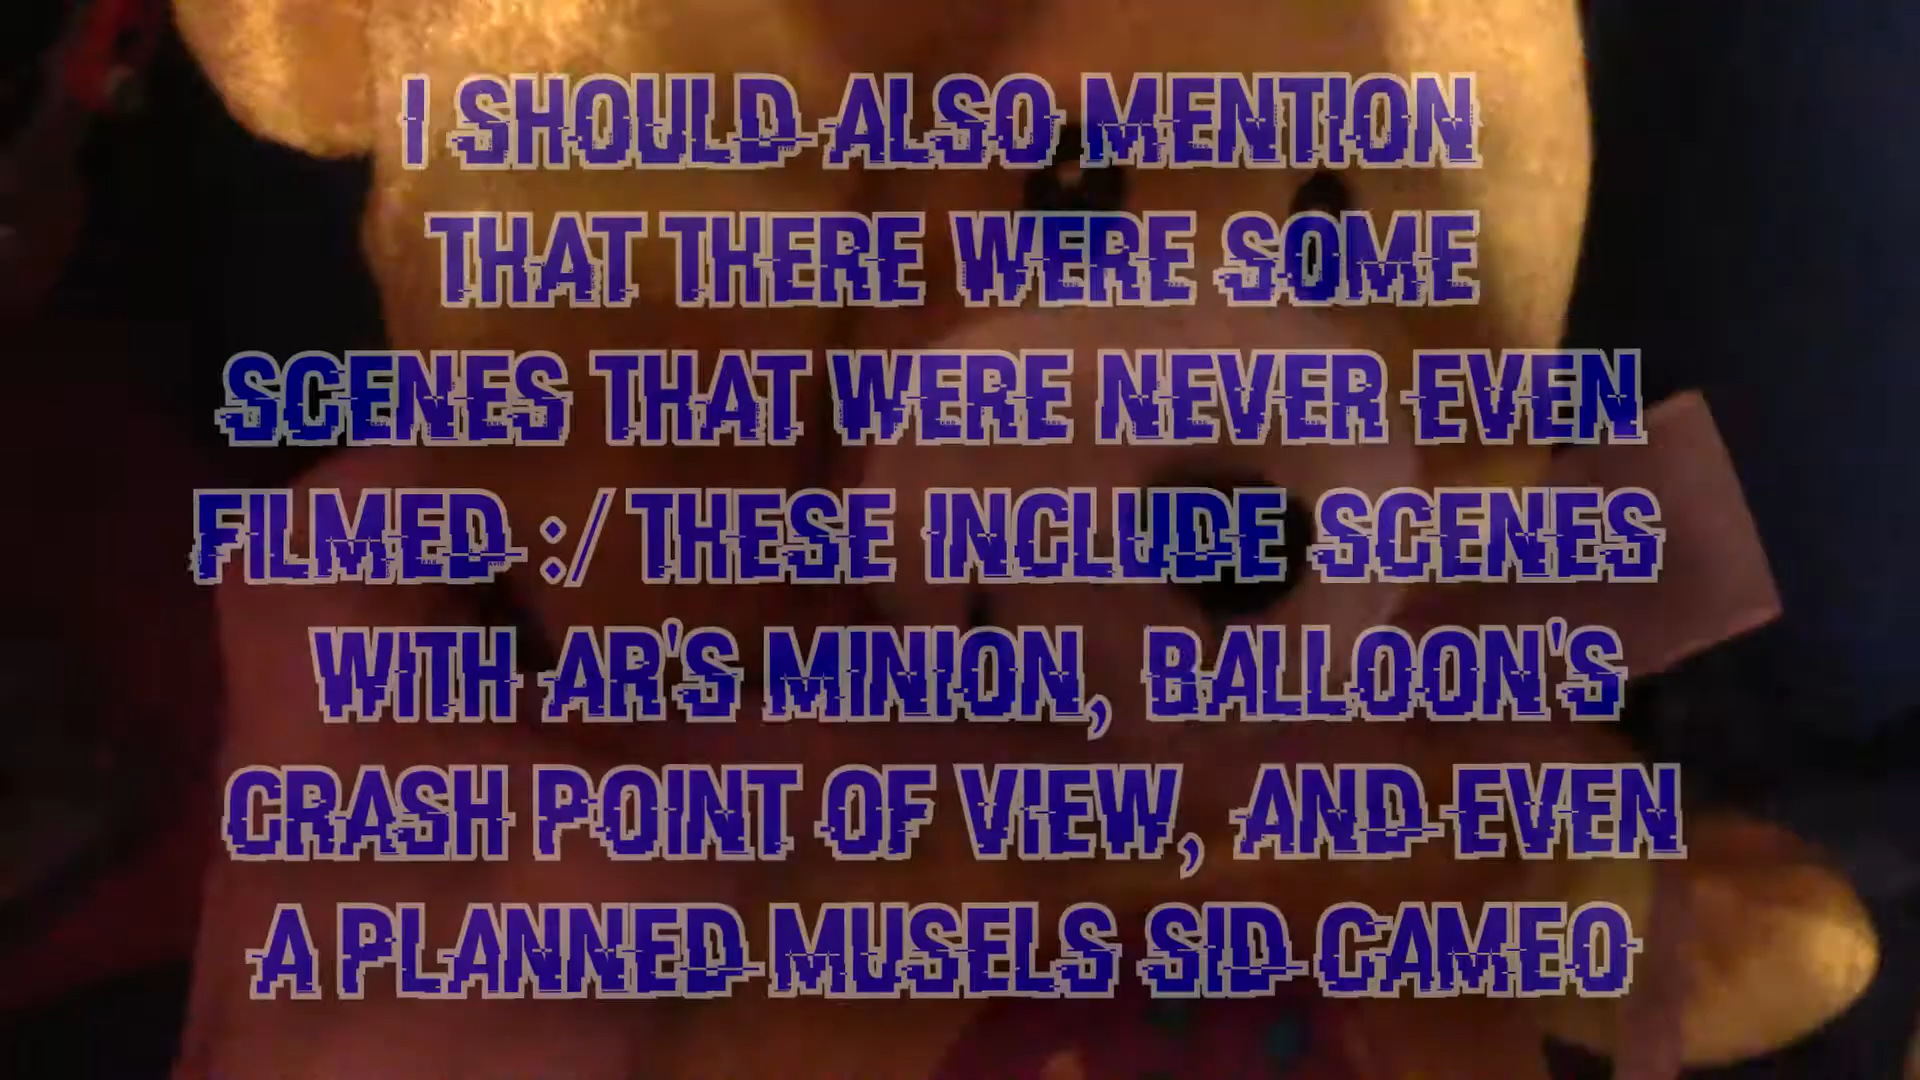 I SHOULD ALSO MENTION
THAT THERE WERE SOME
SCENES THAT WERE NEVER EVEN
FILMED :/ THESE INCLUDE SCENES
WITH AR'S MINION, BALLOON'S
CRASH POINT OF VIEW, AND EVEN
A PLANNED MUSELS SID CAMEO